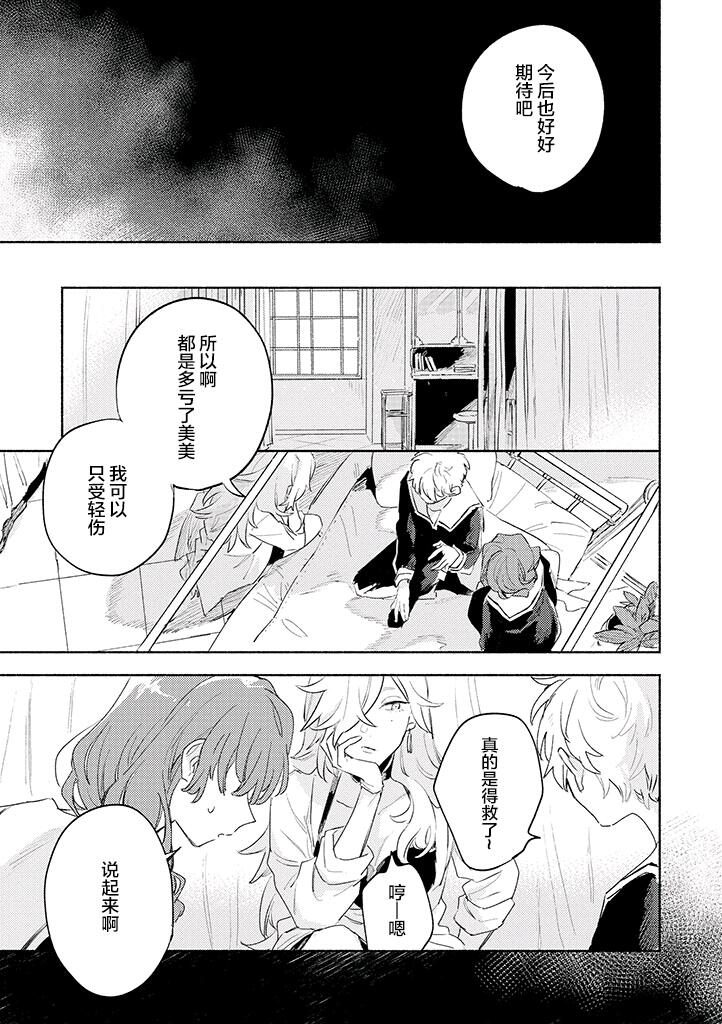 今后也好好
期待吧
所以啊
都是多亏了美美
我可以
只受轻伤
真的是得救了~
哼—嗯
说起来啊